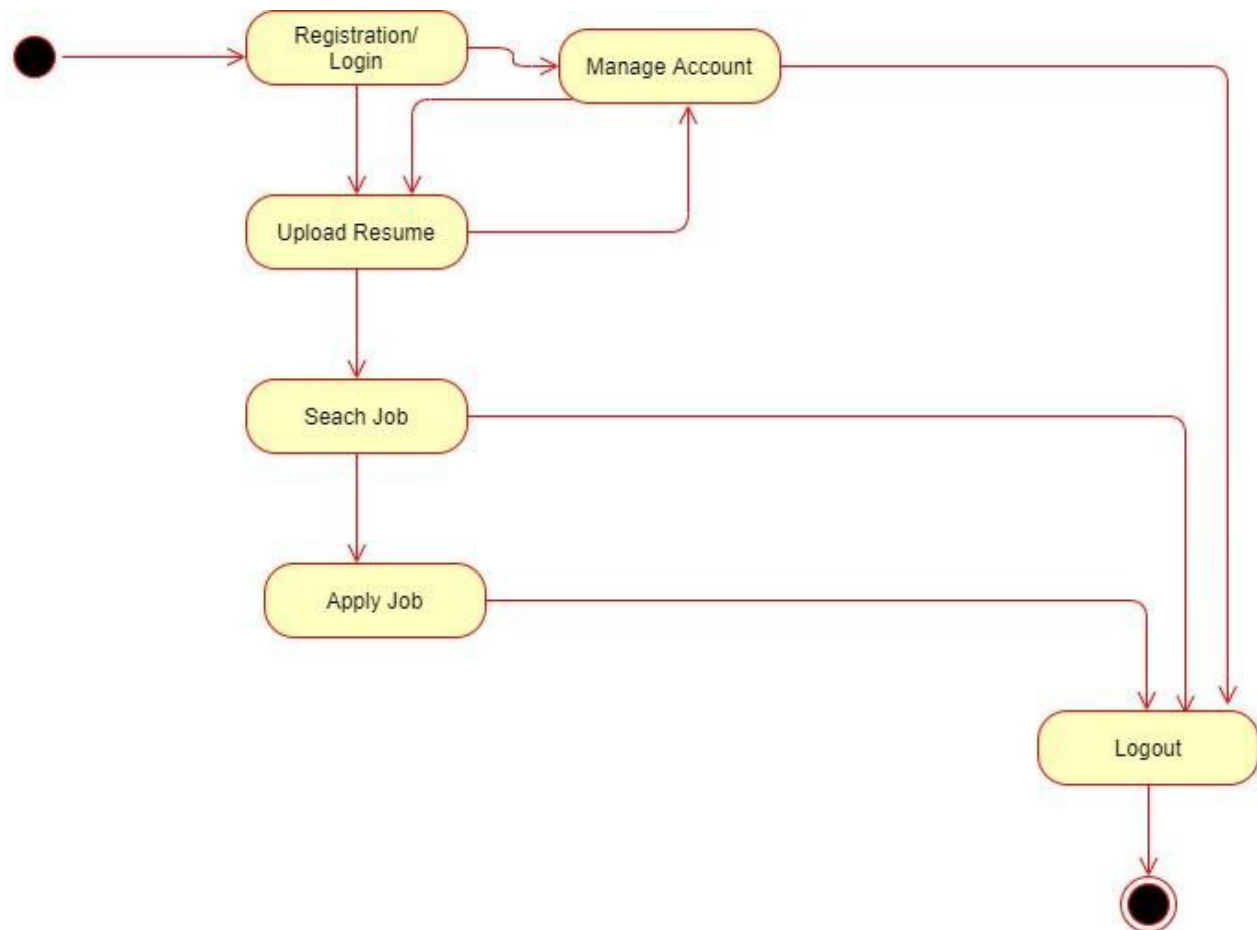 Registration/
Login
Manage Account
Upload Resume
Seach Job
Apply Job
Logout